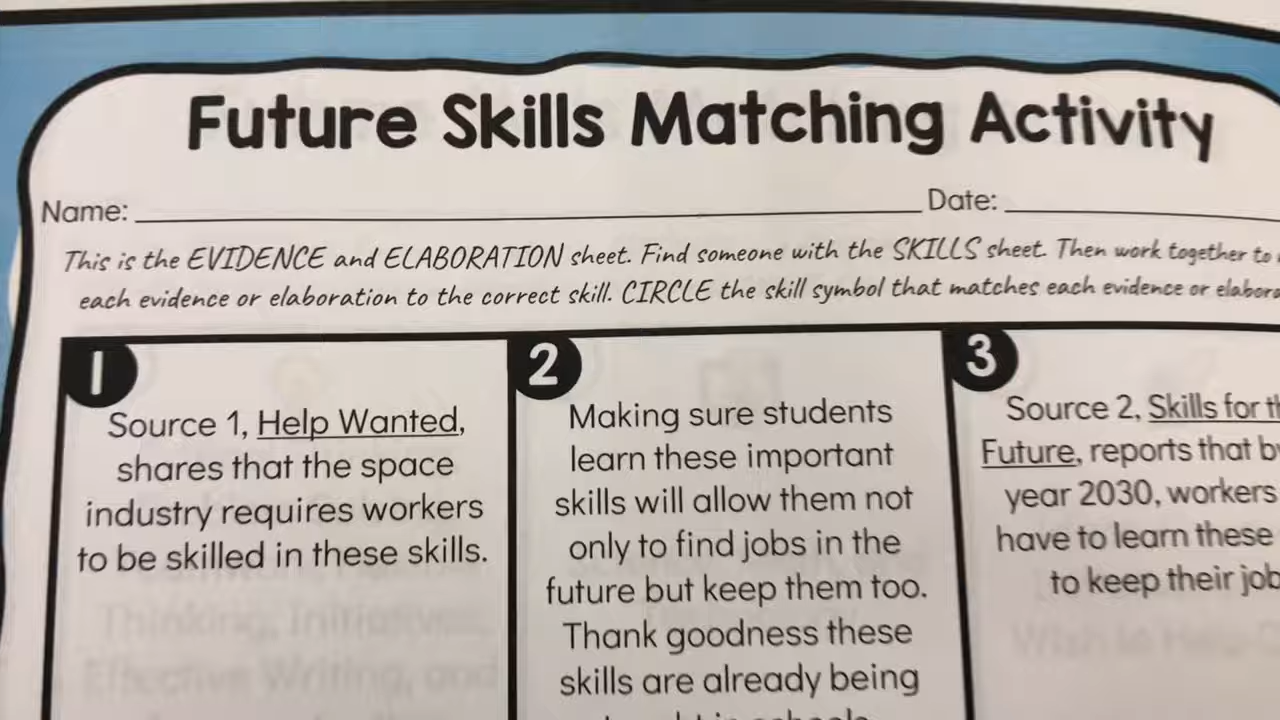 Future Skills Matching Activity
Name: Date:
This is the EVIDENCE and ELABORATION sheet. Find someone with the SKILLS sheet. Then work together to
each evidence or elaboration to the correct skill. CIRCLE the skill symbol that matches each evidence or
1
Source 1, Help Wanted,
shares that the space
industry requires workers
to be skilled in these skills.
2
Making sure students
learn these important
skills will allow them not
only to find jobs in the
future but keep them too.
Thank goodness these
skills are already being
3
Source 2, Skills for
Future, reports that
year 2030, workers
have to learn these
to keep their
Thinking, Initiatives,
Effective Writing, and